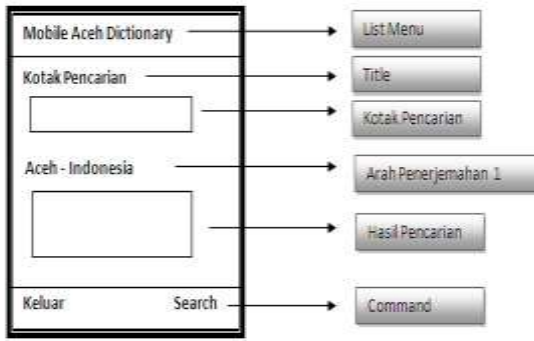 Mobile Aceh Dictionary
List Menu
Kotak Pencarian
Title
Kotak Pencarian
Aceh - Indonesia
Arah Penerjemahan 1
Hasil Pencarian
Keluar
Search
Command